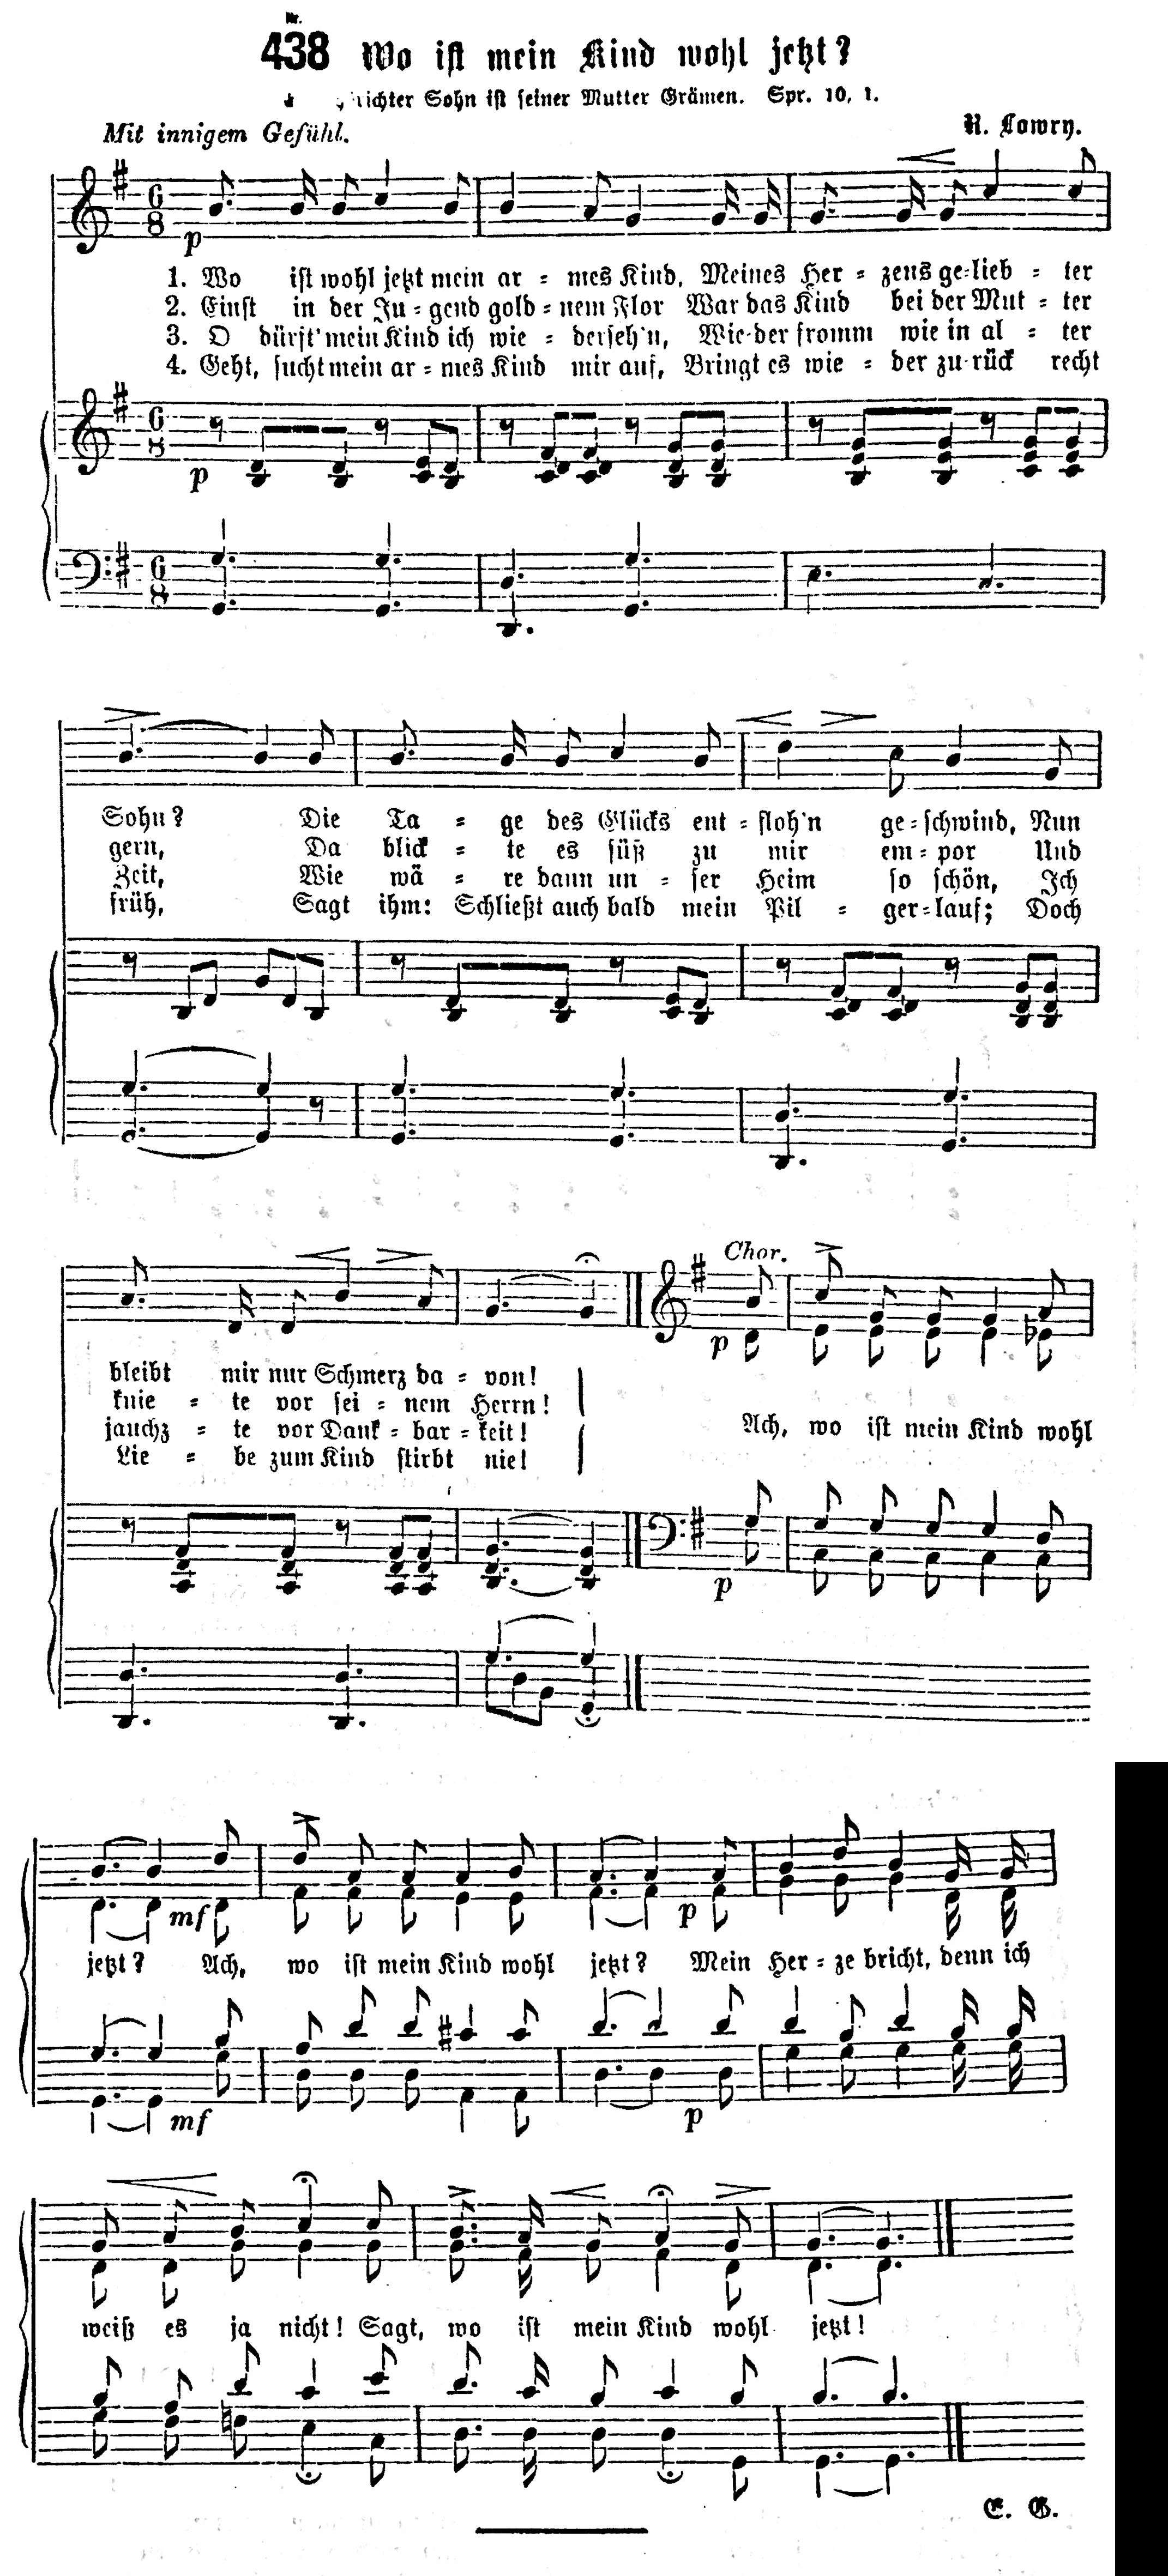 Nr.
438 Wo ist mein Kind wohl jetzt?
Sohn ist seiner Mutter Grämen. Spr. 10, 1.
Mit innigem Gefühl.
R. Lowry.
p
1. Wo ist wohl jetzt mein ar - mes Kind, Meines Her - zens ge-lieb - ter
2. Einst in der Ju - gend gold - nem Flor War das Kind bei der Mut - ter
3. O dürft' mein Kind ich wie - derseh'n, Wie-der fromm wie in al - ter
4. Geht, sucht mein ar - mes Kind mir auf, Bringt es wie - der zu-rück recht
p
Sohn? Die Ta - ge des Glücks ent - floh'n ge - schwind, Nun
gern, Da blick - te es süß zu mir em - por Und
Zeit, Wie wä - re dann un - ser Heim so schön, Ich
früh, Sagt ihm: Schließt auch bald mein Pil - ger - lauf; Doch
Chor.
p
bleibt mir nur Schmerz da - von!
knie - te vor sei - nem Herrn!
jauchz - te vor Dank - bar - keit!
Lie - be zum Kind stirbt nie!
Ach, wo ist mein Kind wohl
p
mf p
jetzt? Ach, wo ist mein Kind wohl jetzt? Mein Her - ze bricht, denn ich
mf p
weiß es ja nicht! Sagt, wo ist mein Kind wohl jetzt!
E. G.